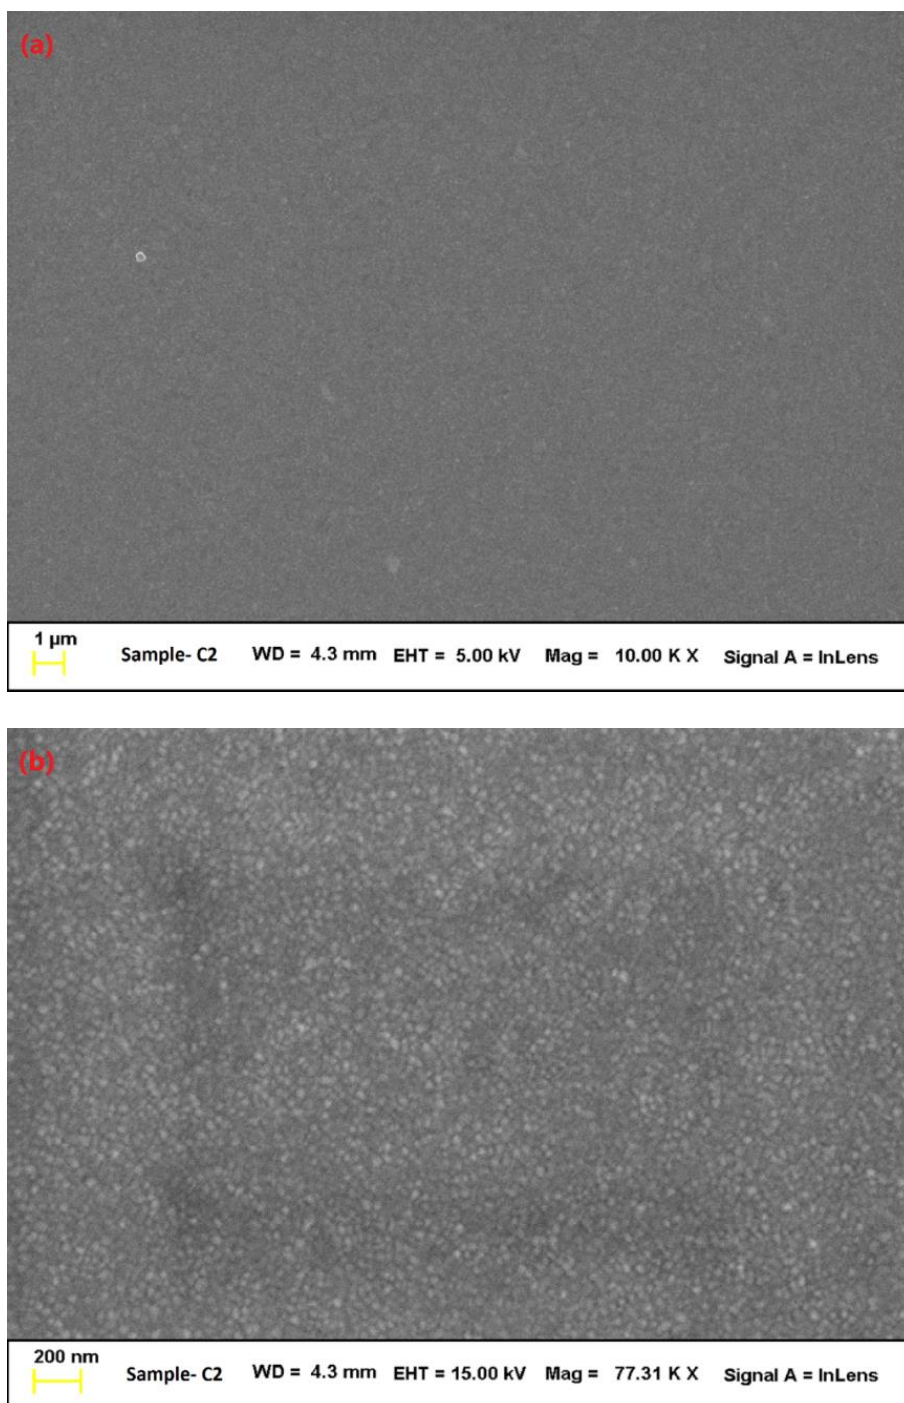 (a)
1 µm
Sample- C2 WD = 4.3 mm EHT = 5.00 kV Mag = 10.00 K X Signal A = InLens
(b)
200 nm
Sample- C2 WD = 4.3 mm EHT = 15.00 kV Mag = 77.31 K X Signal A = InLens